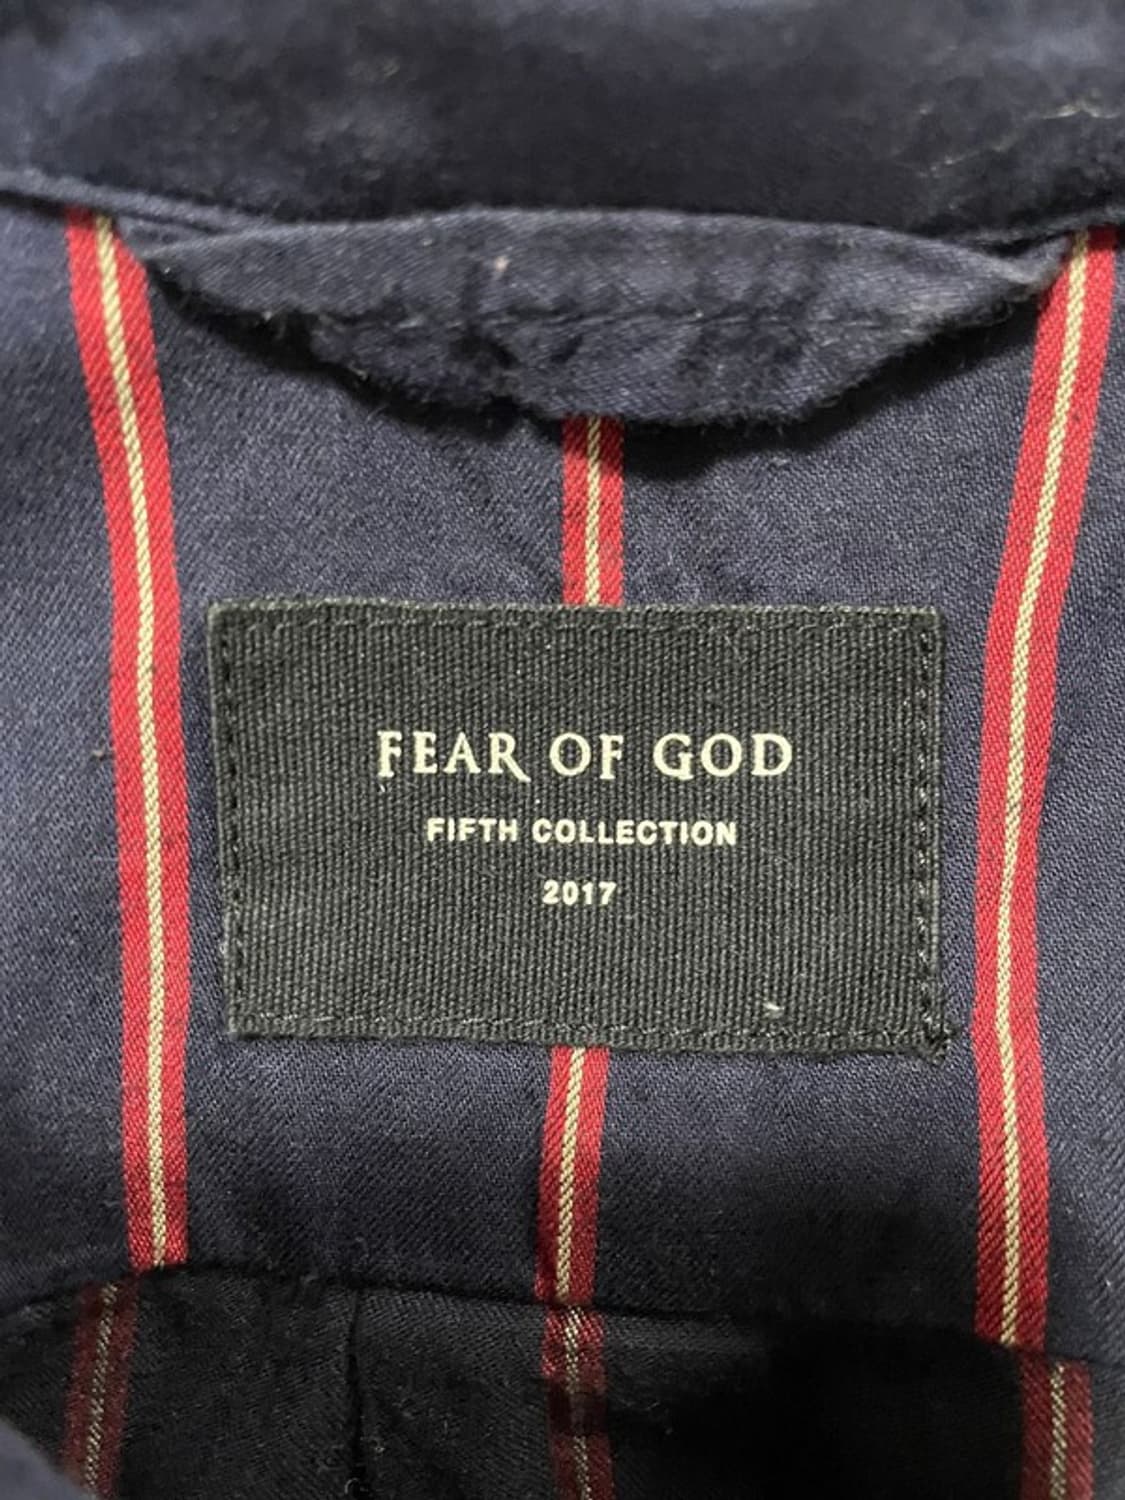 FEAR OF GOD
FIFTH COLLECTION
2017